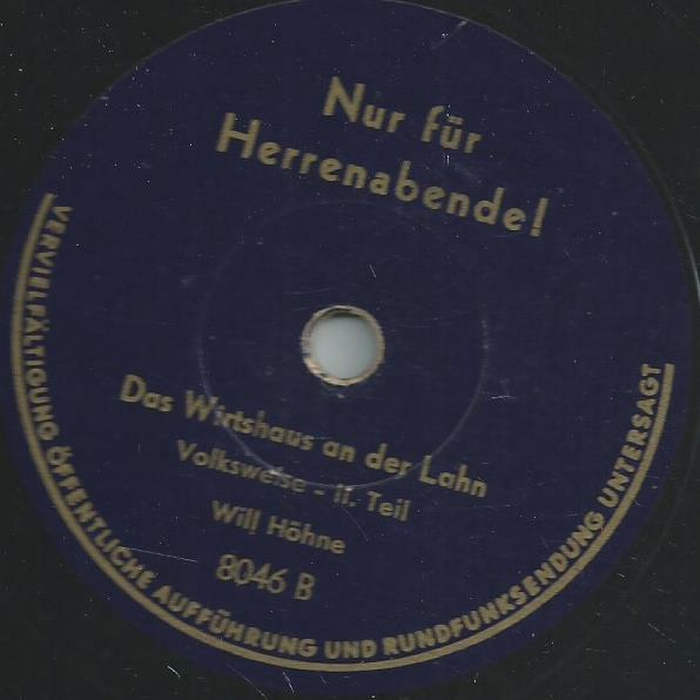 Nur für
Herrenabende!
Das Wirtshaus an der Lahn
Volksweise - II. Teil
Will Höhne
8046 B
VERVIELFÄLTIGUNG ÖFFENTLICHE AUFFÜHRUNG UND RUNDFUNKSENDUNG UNTERSAGT